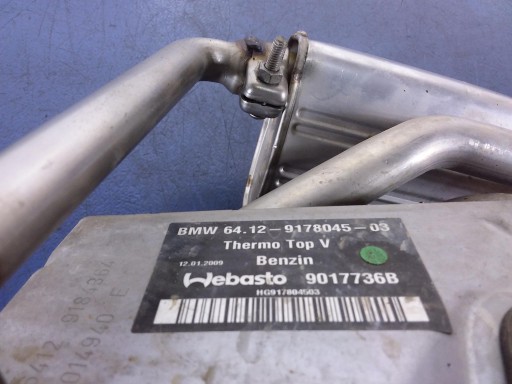 BMW 64.12-9178045-03
Thermo Top V
12.01.2009 Benzin
Webasto 9017736B
HG917804503